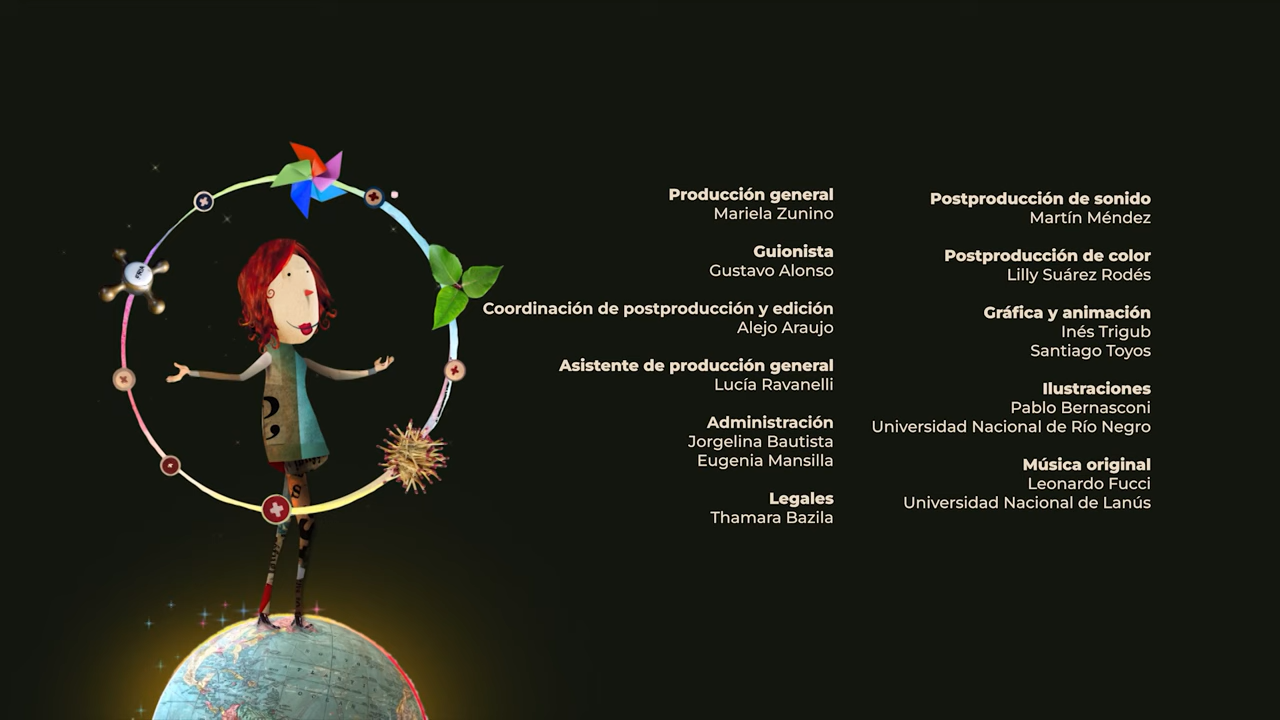 Producción general
Mariela Zunino
Guionista
Gustavo Alonso
Coordinación de postproducción y edición
Alejo Araujo
Asistente de producción general
Lucía Ravanelli
Administración
Jorgelina Bautista
Eugenia Mansilla
Legales
Thamara Bazila
Postproducción de sonido
Martín Méndez
Postproducción de color
Lilly Suárez Rodés
Gráfica y animación
Inés Trigub
Santiago Toyos
Ilustraciones
Pablo Bernasconi
Universidad Nacional de Río Negro
Música original
Leonardo Fucci
Universidad Nacional de Lanús
FRIA